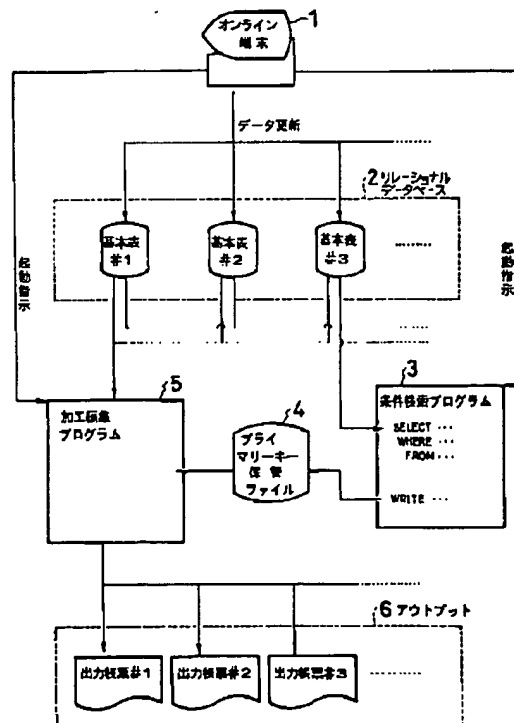 オンライン
端末
1
データ更新
2 リレーショナル
データベース
基本表
#1
基本表
#2
基本表
#3
........
起動指示
起動指示
5
加工編集
プログラム
4
プライ
マリーキー
保管
ファイル
3
条件検索プログラム
SELECT ...
WHERE ...
FROM ...
WRITE ...
6 アウトプット
出力帳票#1
出力帳票#2
出力帳票#3
........